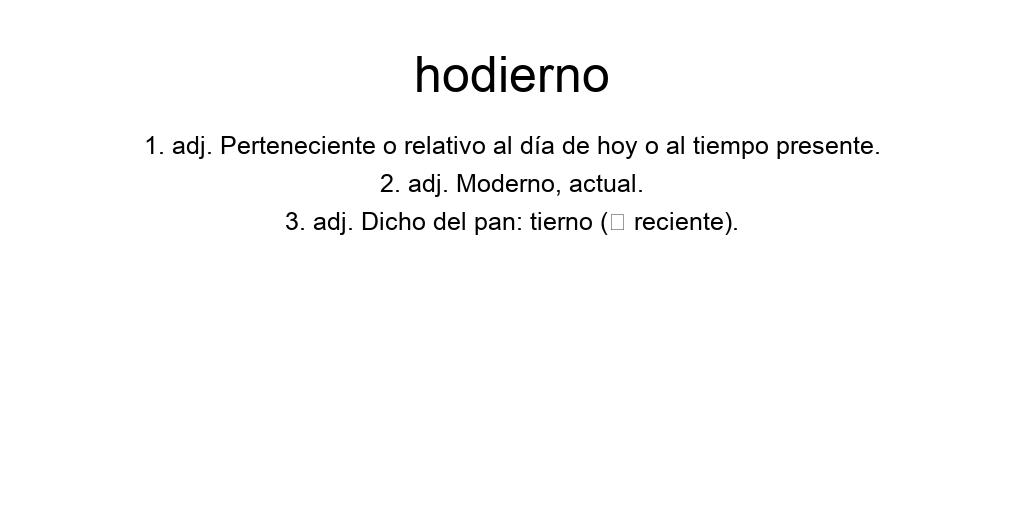 hodierno
1. adj. Perteneciente o relativo al día de hoy o al tiempo presente.
2. adj. Moderno, actual.
3. adj. Dicho del pan: tierno (□ reciente).